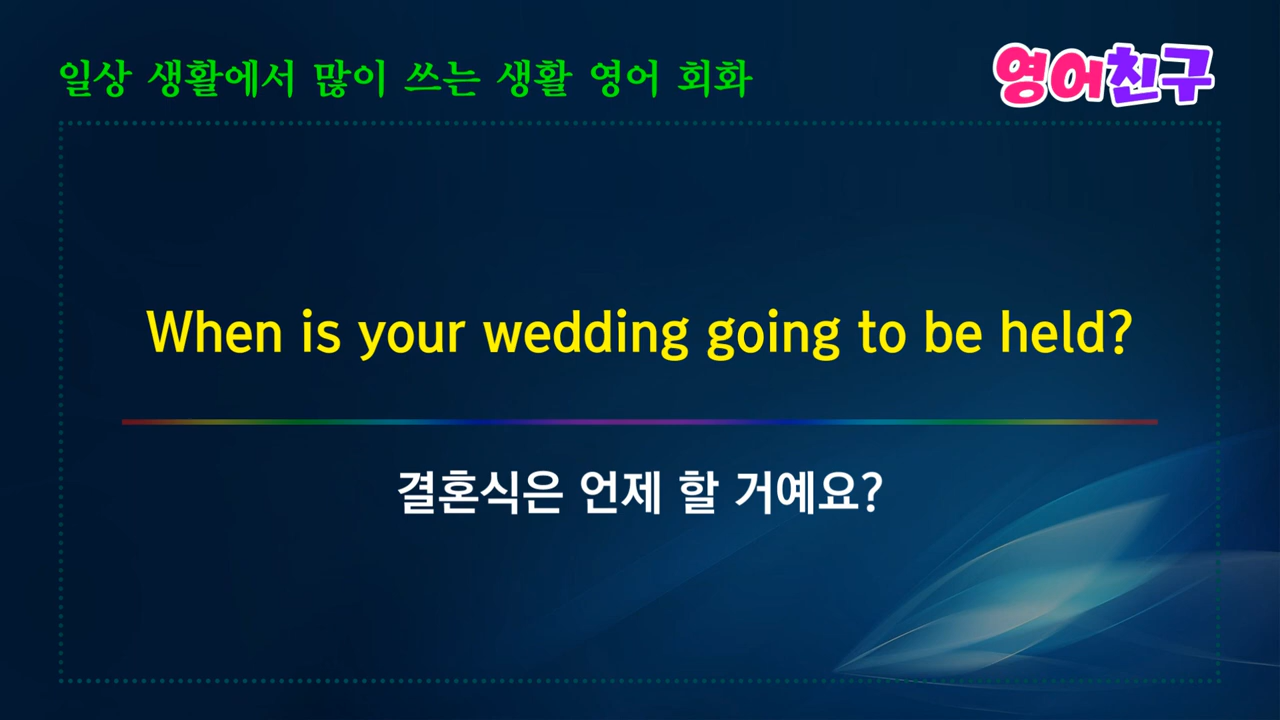 일상 생활에서 많이 쓰는 생활 영어 회화
영어친구
When is your wedding going to be held?
결혼식은 언제 할 거예요?